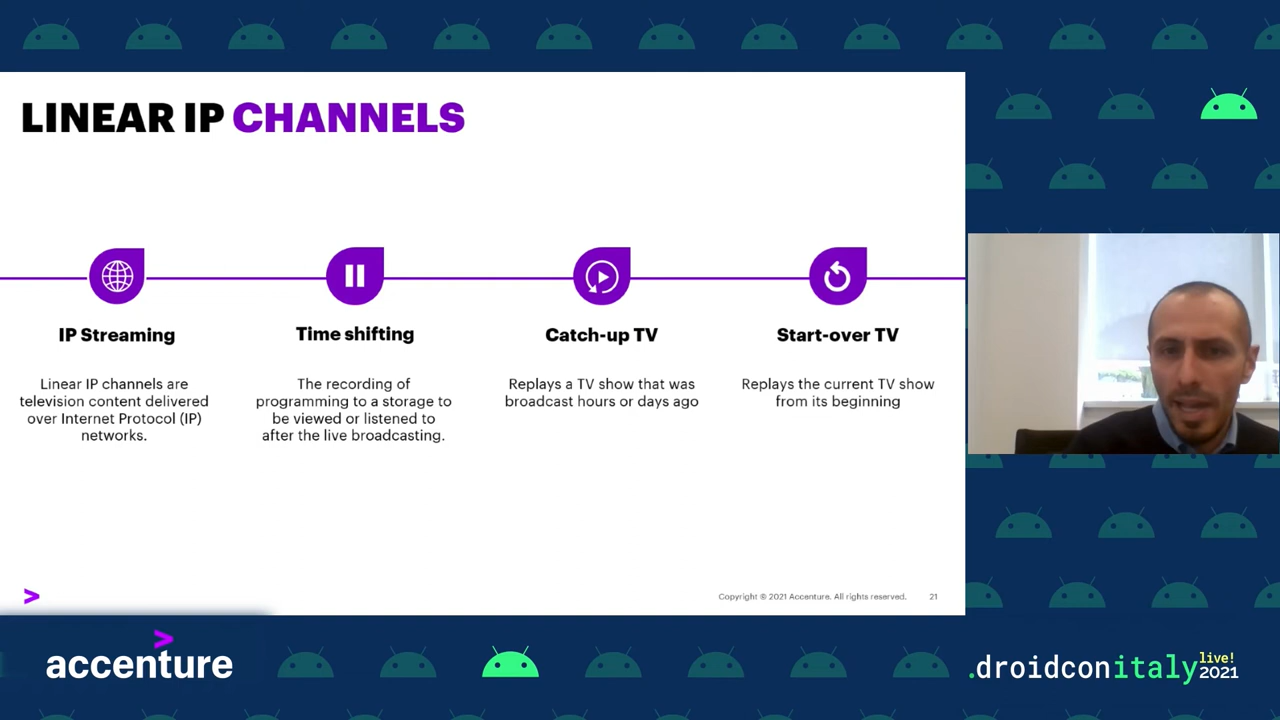 LINEAR IP CHANNELS
IP Streaming
Linear IP channels are
television content delivered
over Internet Protocol (IP)
networks.
Time shifting
The recording of
programming to a storage to
be viewed or listened to
after the live broadcasting.
Catch-up TV
Replays a TV show that was
broadcast hours or days ago
Start-over TV
Replays the current TV show
from its beginning
>
Copyright © 2021 Accenture. All rights reserved. 21
accenture
.droidconitaly live! 2021